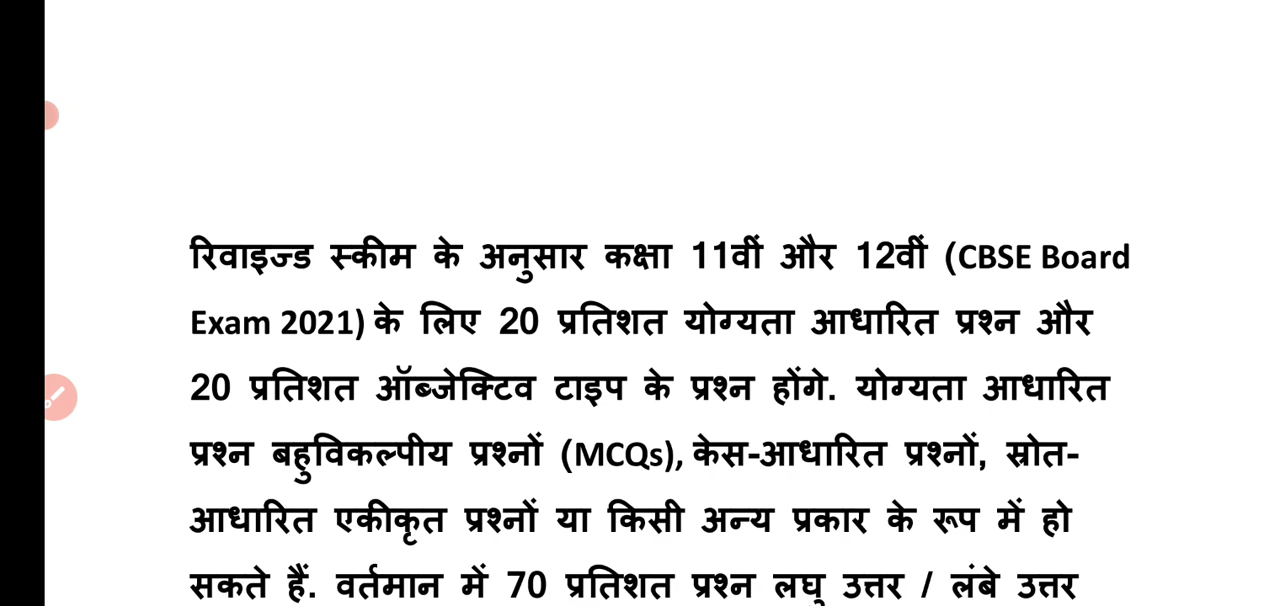 रिवाइज्ड स्कीम के अनुसार कक्षा 11वीं और 12वीं (CBSE Board
Exam 2021) के लिए 20 प्रतिशत योग्यता आधारित प्रश्न और
20 प्रतिशत ऑब्जेक्टिव टाइप के प्रश्न होंगे. योग्यता आधारित
प्रश्न बहुविकल्पीय प्रश्नों (MCQs), केस-आधारित प्रश्नों, स्रोत-
आधारित एकीकृत प्रश्नों या किसी अन्य प्रकार के रूप में हो
सकते हैं. वर्तमान में 70 प्रतिशत प्रश्न लघु उत्तर / लंबे उत्तर